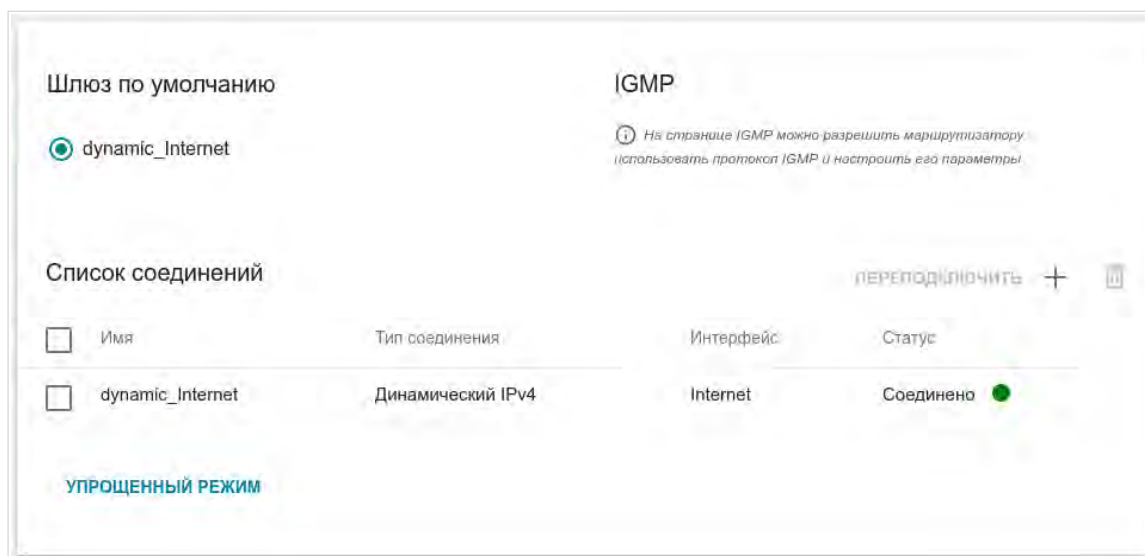 Шлюз по умолчанию
IGMP
dynamic_Internet
На странице IGMP можно разрешить маршрутизатору
использовать протокол IGMP и настроить его параметры
Список соединений
ПЕРЕПОДКЛЮЧИТЬ
Имя Тип соединения Интерфейс Статус
dynamic_Internet Динамический IPv4 Internet Соединено
УПРОЩЕННЫЙ РЕЖИМ